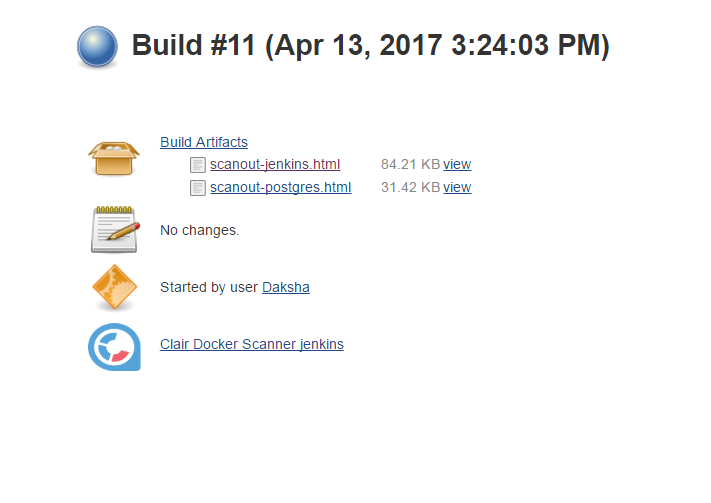 Build #11 (Apr 13, 2017 3:24:03 PM)
Build Artifacts
scanout-jenkins.html 84.21 KB view
scanout-postgres.html 31.42 KB view
No changes.
Started by user Daksha
Clair Docker Scanner jenkins